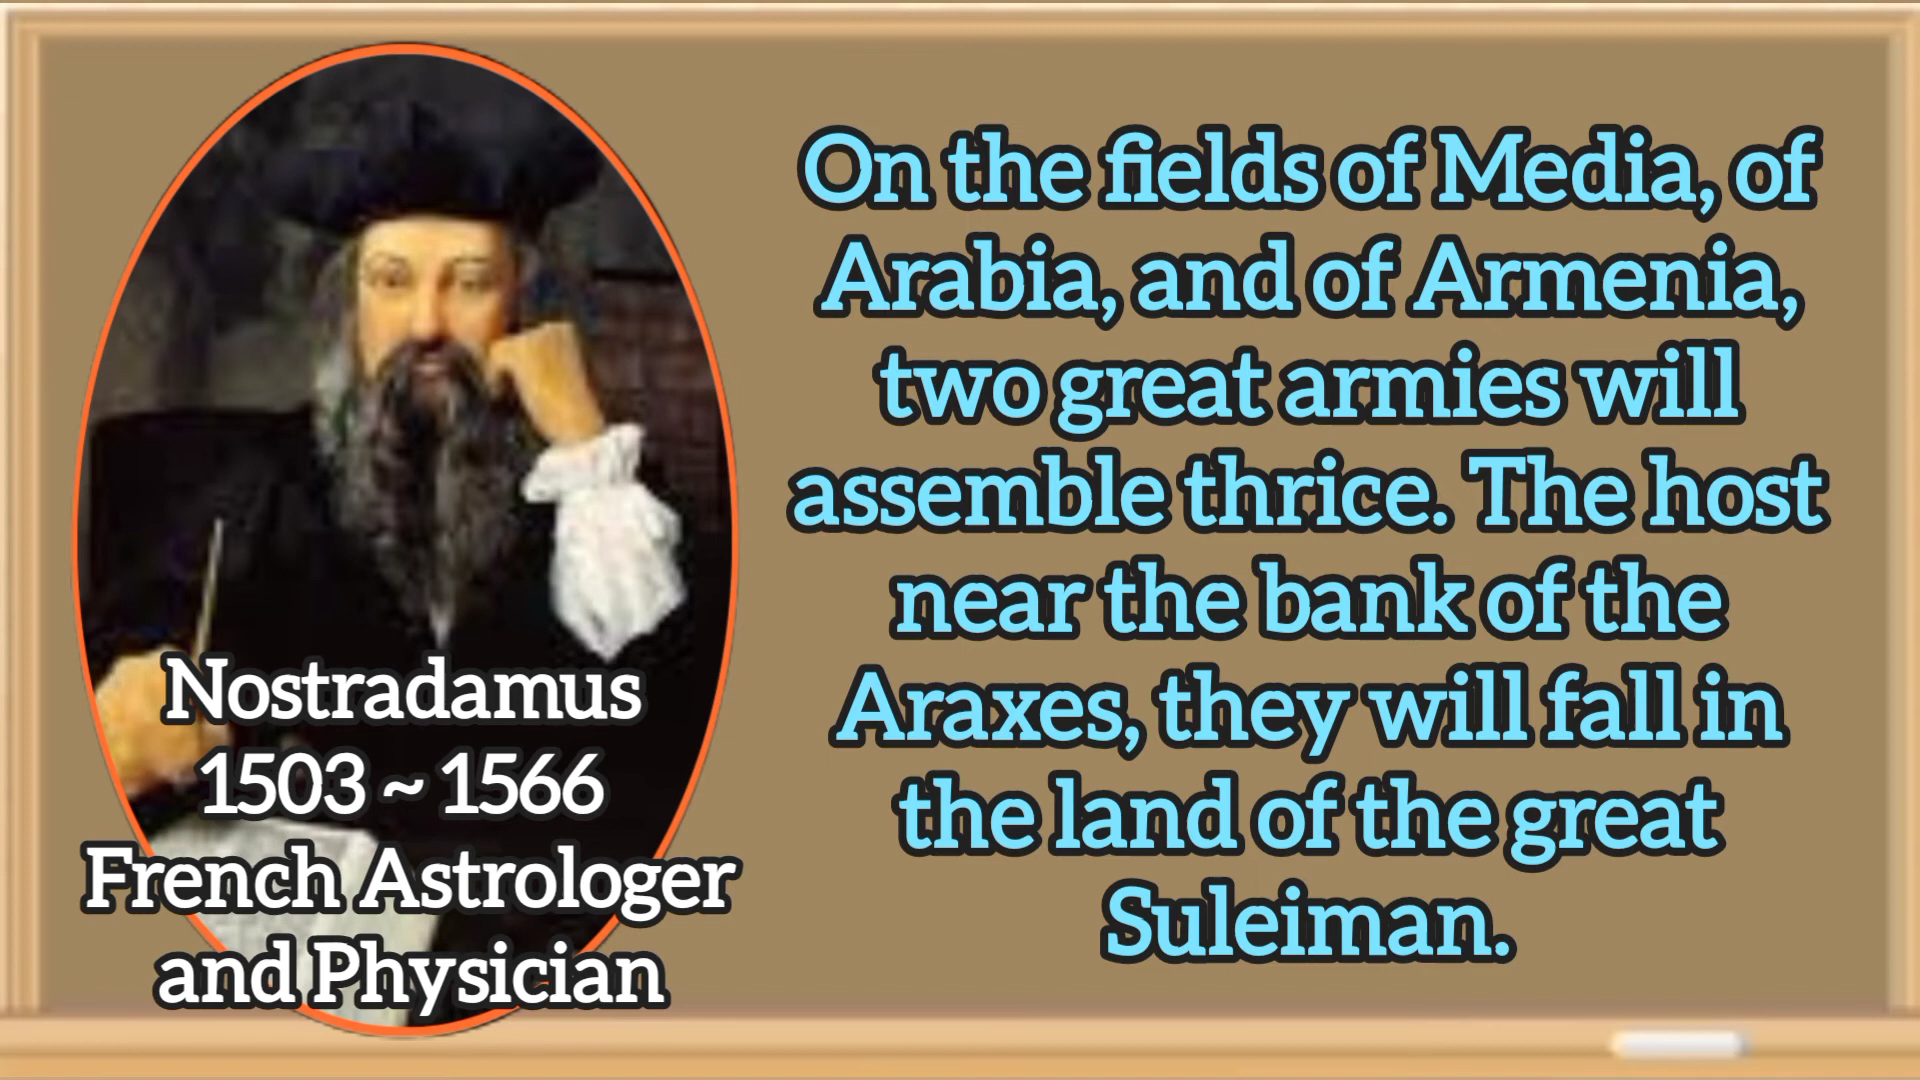 Nostradamus
1503 ~ 1566
French Astrologer
and Physician
On the fields of Media, of
Arabia, and of Armenia,
two great armies will
assemble thrice. The host
near the bank of the
Araxes, they will fall in
the land of the great
Suleiman.